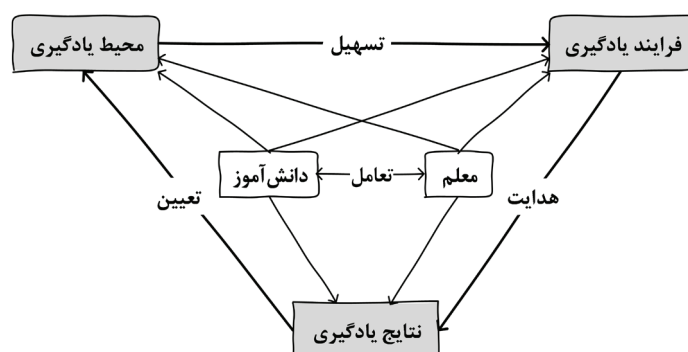 فرایند یادگیری
تسهیل
محیط یادگیری
معلم
تعامل
دانش‌آموز
هدایت
تعیین
نتایج یادگیری